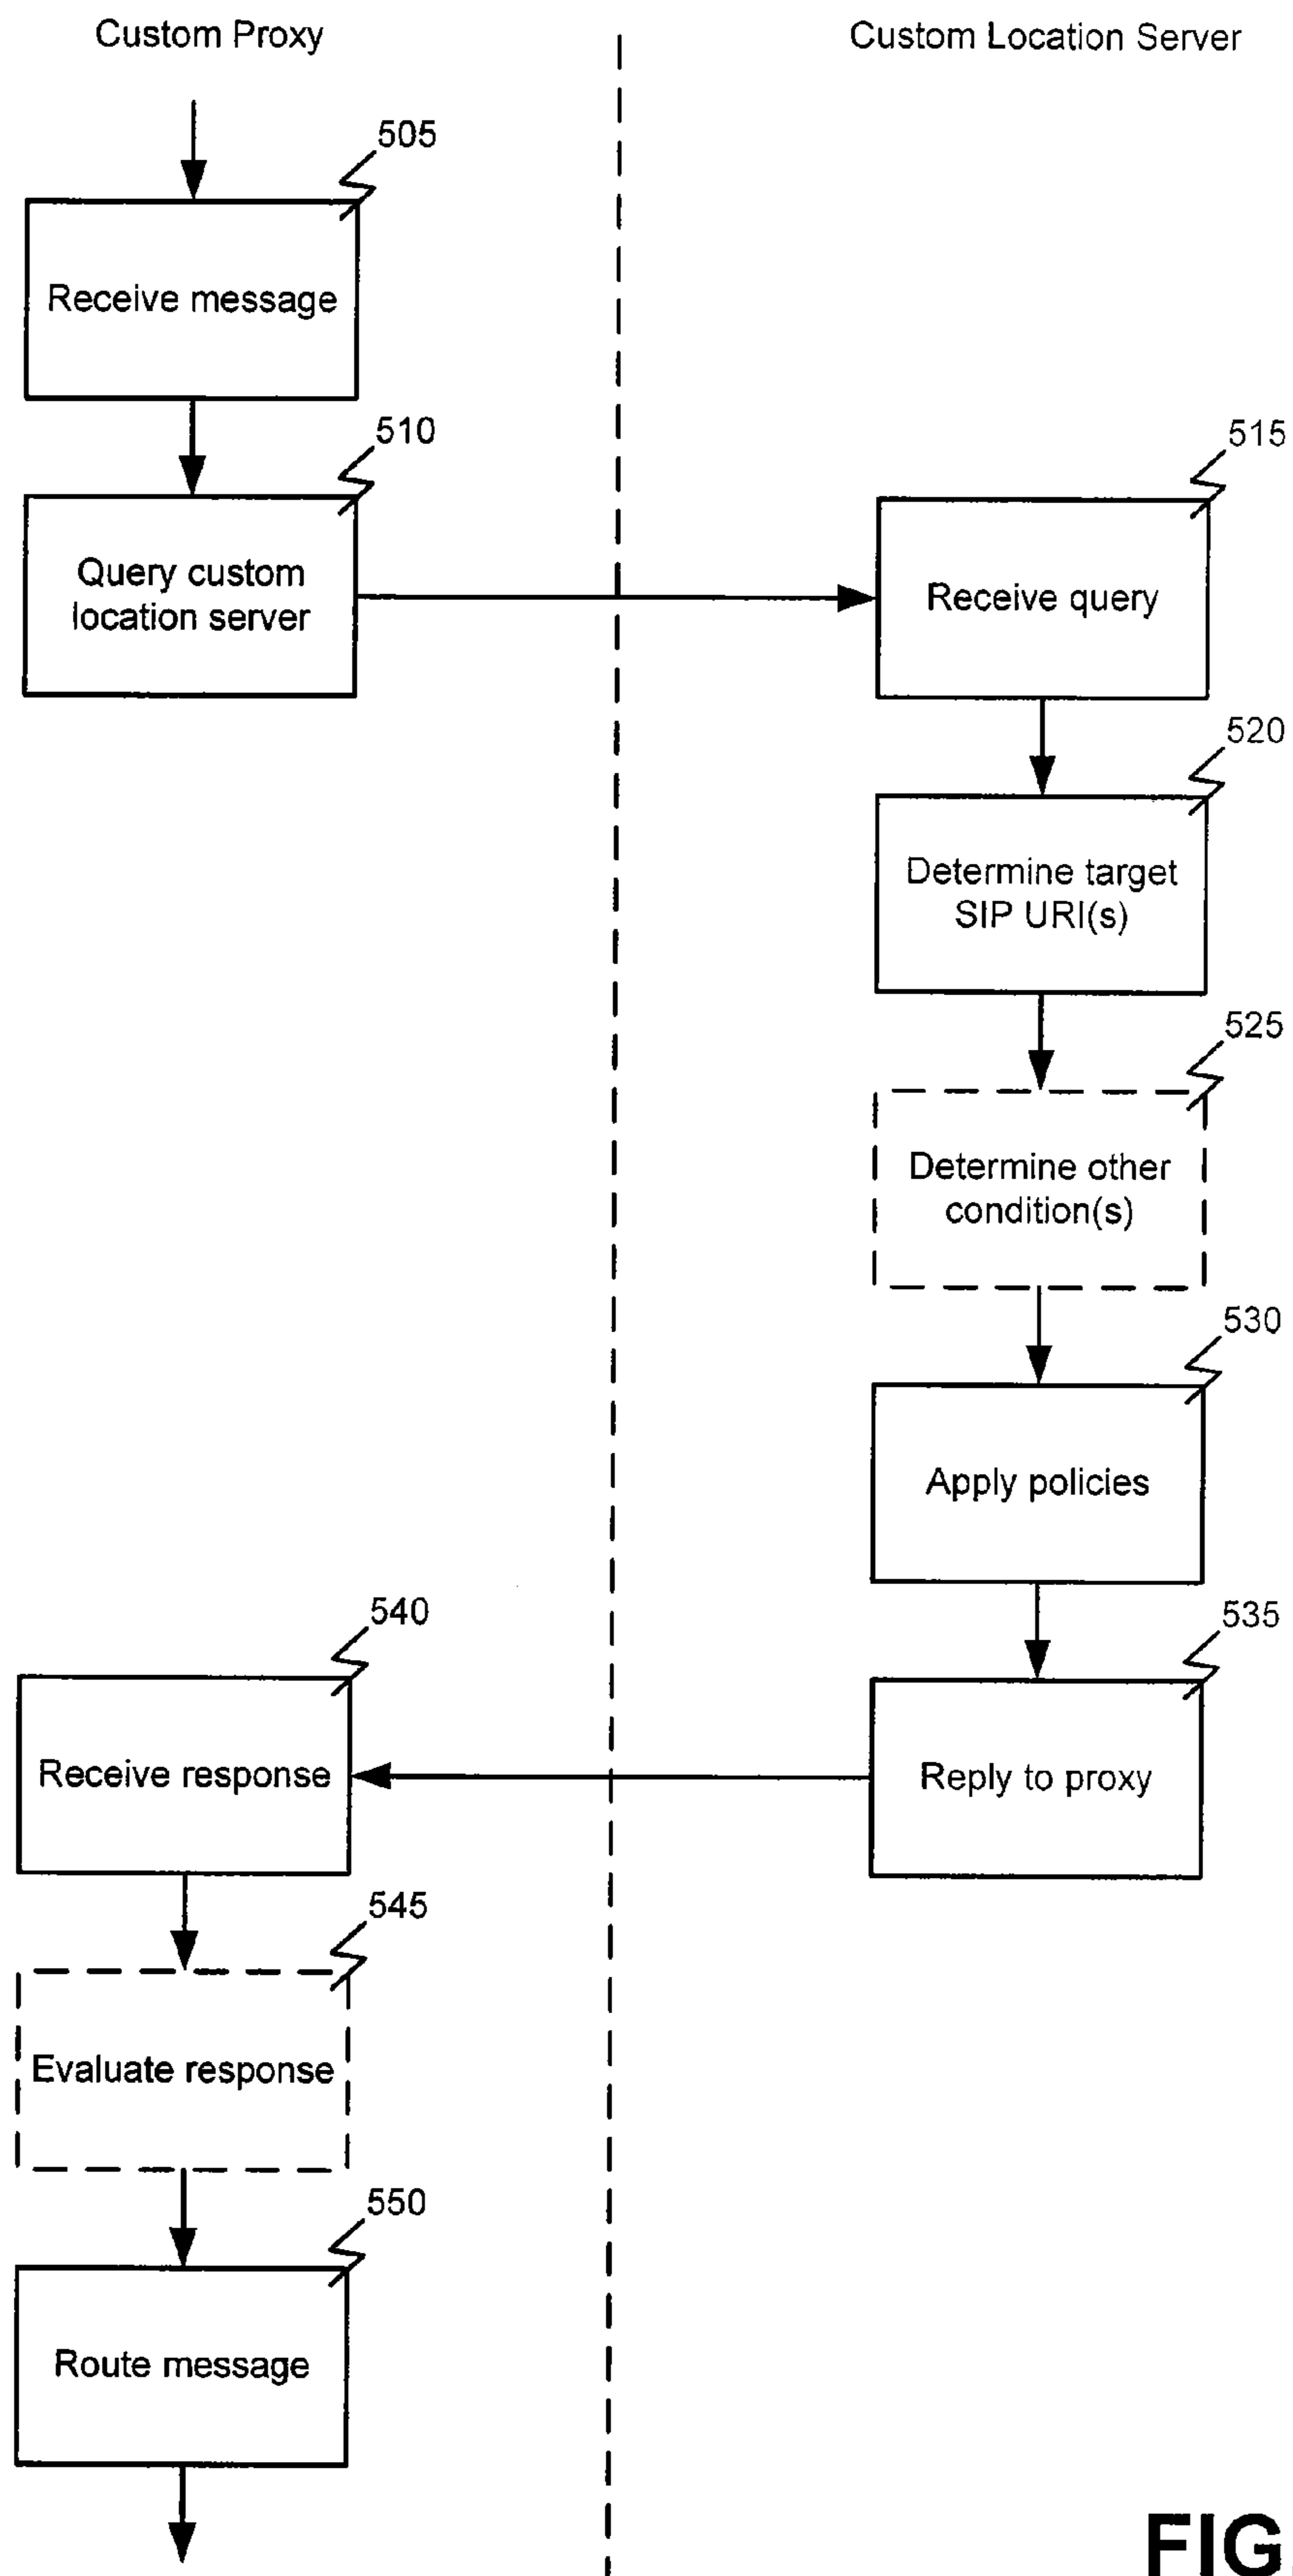 Custom Proxy
Custom Location Server
505
Receive message
510
Query custom
location server
515
Receive query
520
Determine target
SIP URI(s)
525
Determine other
condition(s)
530
Apply policies
535
Reply to proxy
540
Receive response
545
Evaluate response
550
Route message
FIG.